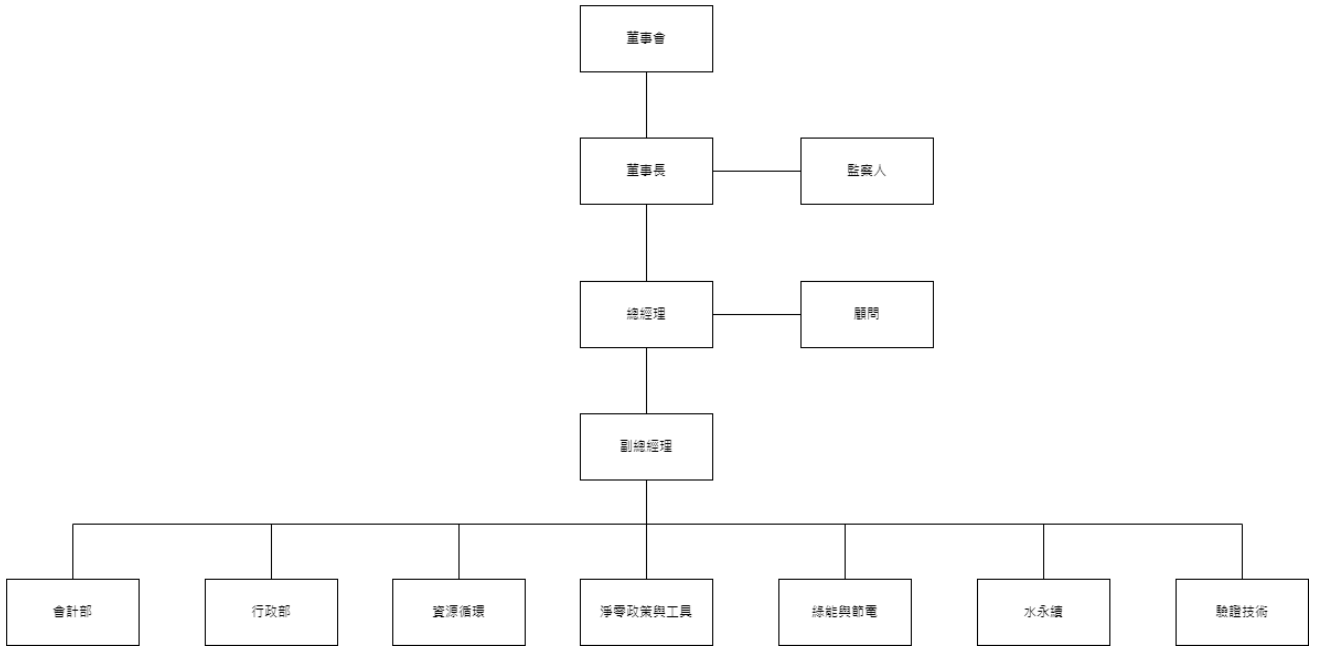 董事會
董事長
監察人
總經理
顧問
副總經理
會計部
行政部
資源循環
淨零政策與工具
綠能與節電
水永續
驗證技術